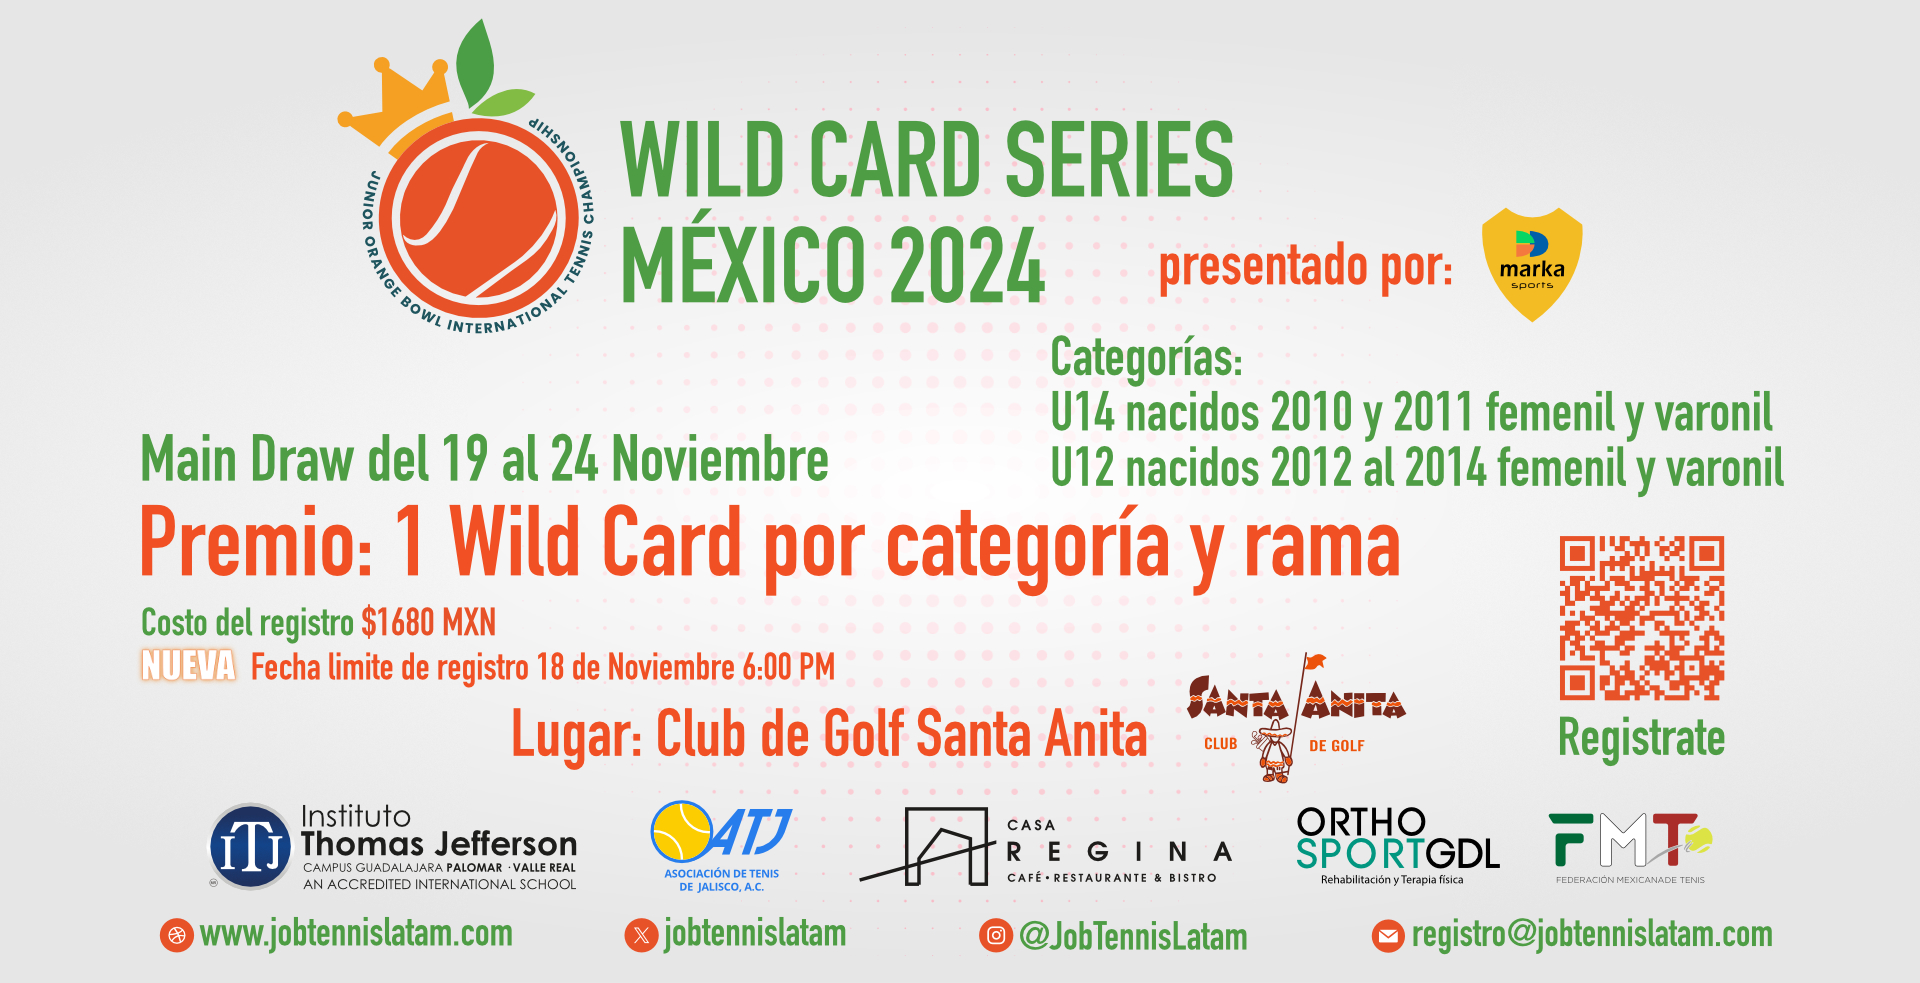 JUNIOR ORANGE BOWL INTERNATIONAL TENNIS CHAMPIONSHIP
WILD CARD SERIES
MÉXICO 2024
presentado por:
marka
sports
Categorías:
U14 nacidos 2010 y 2011 femenil y varonil
U12 nacidos 2012 al 2014 femenil y varonil
Main Draw del 19 al 24 Noviembre
Premio: 1 Wild Card por categoría y rama
Costo del registro $1680 MXN
NUEVA Fecha limite de registro 18 de Noviembre 6:00 PM
Lugar: Club de Golf Santa Anita
SANTA ANITA
CLUB DE GOLF
Registrate
ITJ
Instituto
Thomas Jefferson
CAMPUS GUADALAJARA PALOMAR · VALLE REAL
AN ACCREDITED INTERNATIONAL SCHOOL
ATJ
ASOCIACIÓN DE TENIS
DE JALISCO, A.C.
CASA
REGINA
CAFÉ • RESTAURANTE & BISTRO
ORTHO
SPORTGDL
Rehabilitación y Terapia física
FMT
FEDERACIÓN MEXICANADE TENIS
www.jobtennislatam.com
X jobtennislatam
@JobTennisLatam
registro@jobtennislatam.com